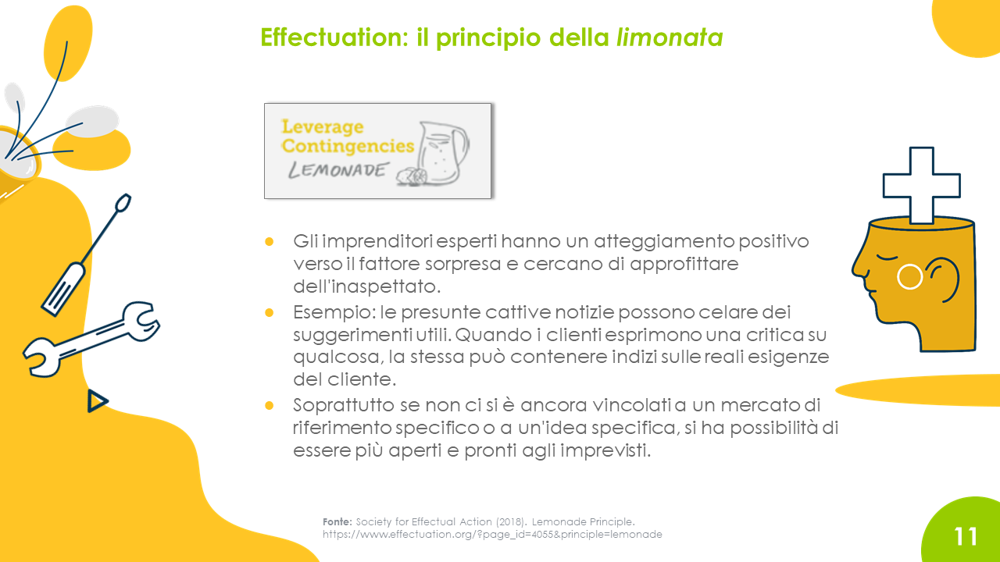 Effectuation: il principio della limonata
Leverage
Contingencies
LEMONADE
● Gli imprenditori esperti hanno un atteggiamento positivo
verso il fattore sorpresa e cercano di approfittare
dell'inaspettato.
● Esempio: le presunte cattive notizie possono celare dei
suggerimenti utili. Quando i clienti esprimono una critica su
qualcosa, la stessa può contenere indizi sulle reali esigenze
del cliente.
● Soprattutto se non ci si è ancora vincolati a un mercato di
riferimento specifico o a un'idea specifica, si ha possibilità di
essere più aperti e pronti agli imprevisti.
Fonte: Society for Effectual Action (2018). Lemonade Principle.
https://www.effectuation.org/?page_id=4055&principle=lemonade
11